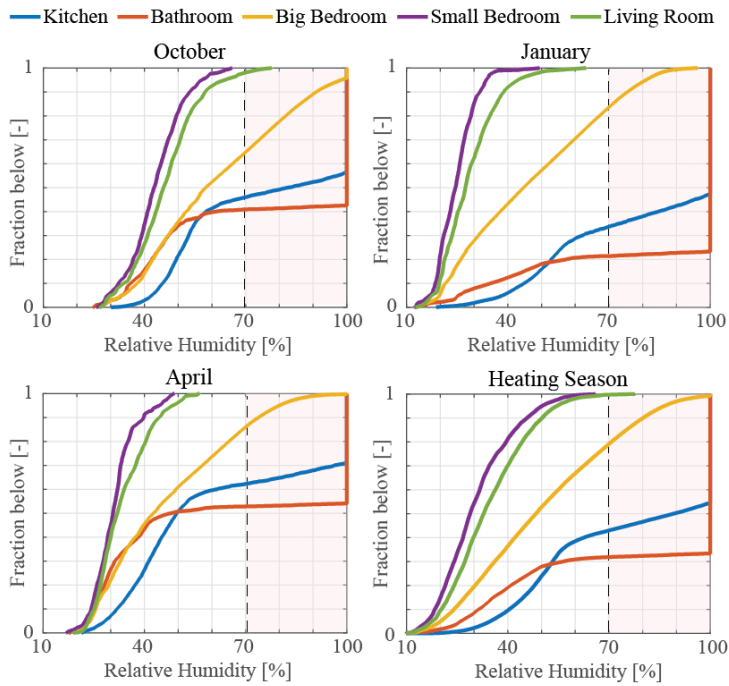 Kitchen Bathroom Big Bedroom Small Bedroom Living Room
October
1
Fraction below [-]
0
10 40 70 100
Relative Humidity [%]
January
1
Fraction below [-]
0
10 40 70 100
Relative Humidity [%]
April
1
Fraction below [-]
0
10 40 70 100
Relative Humidity [%]
Heating Season
1
Fraction below [-]
0
10 40 70 100
Relative Humidity [%]